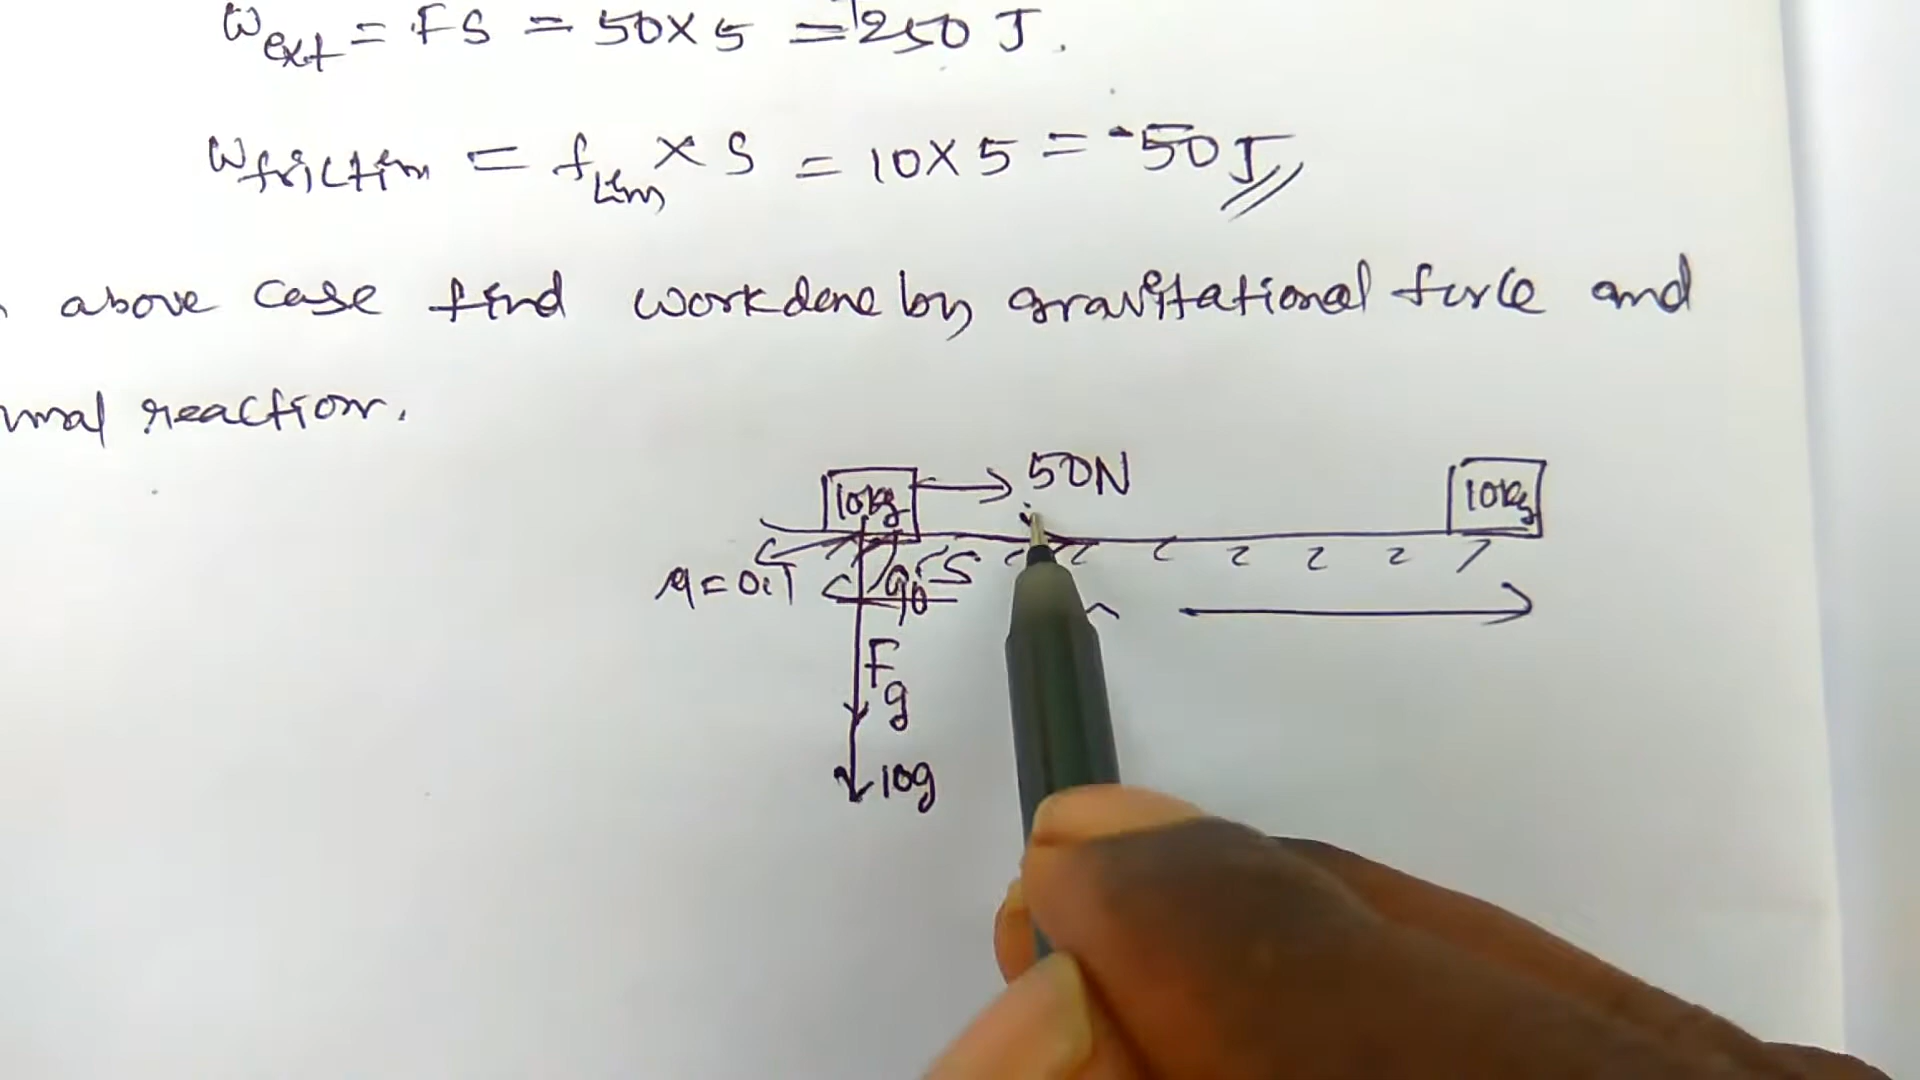 Wext = FS = 50 × 5 = 250 J.
Wfriction = fLim × S = 10 × 5 = -50 J
above case find workdone by gravitational force and
mal reaction.
10kg → 50N 10kg
μ = 0.1 90° S
Fg
10g